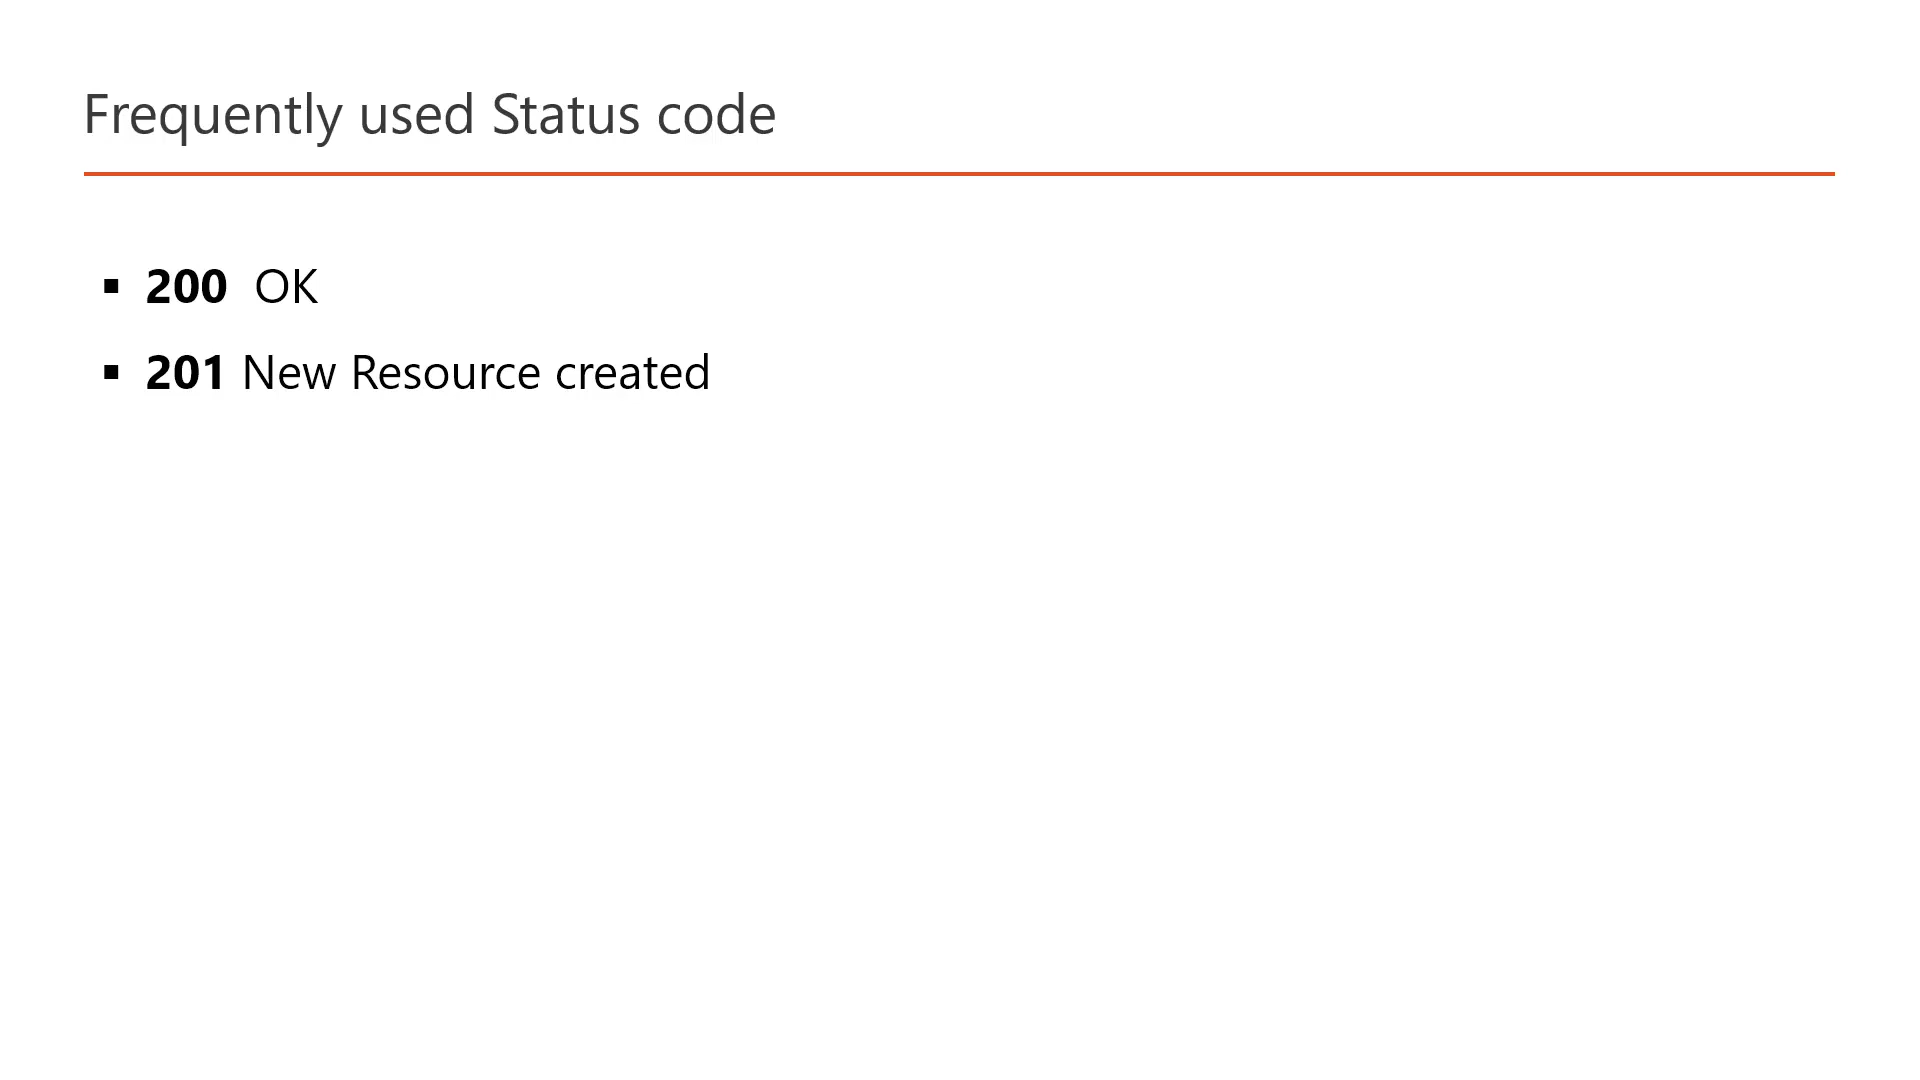 Frequently used Status code
▪ 200 OK
▪ 201 New Resource created